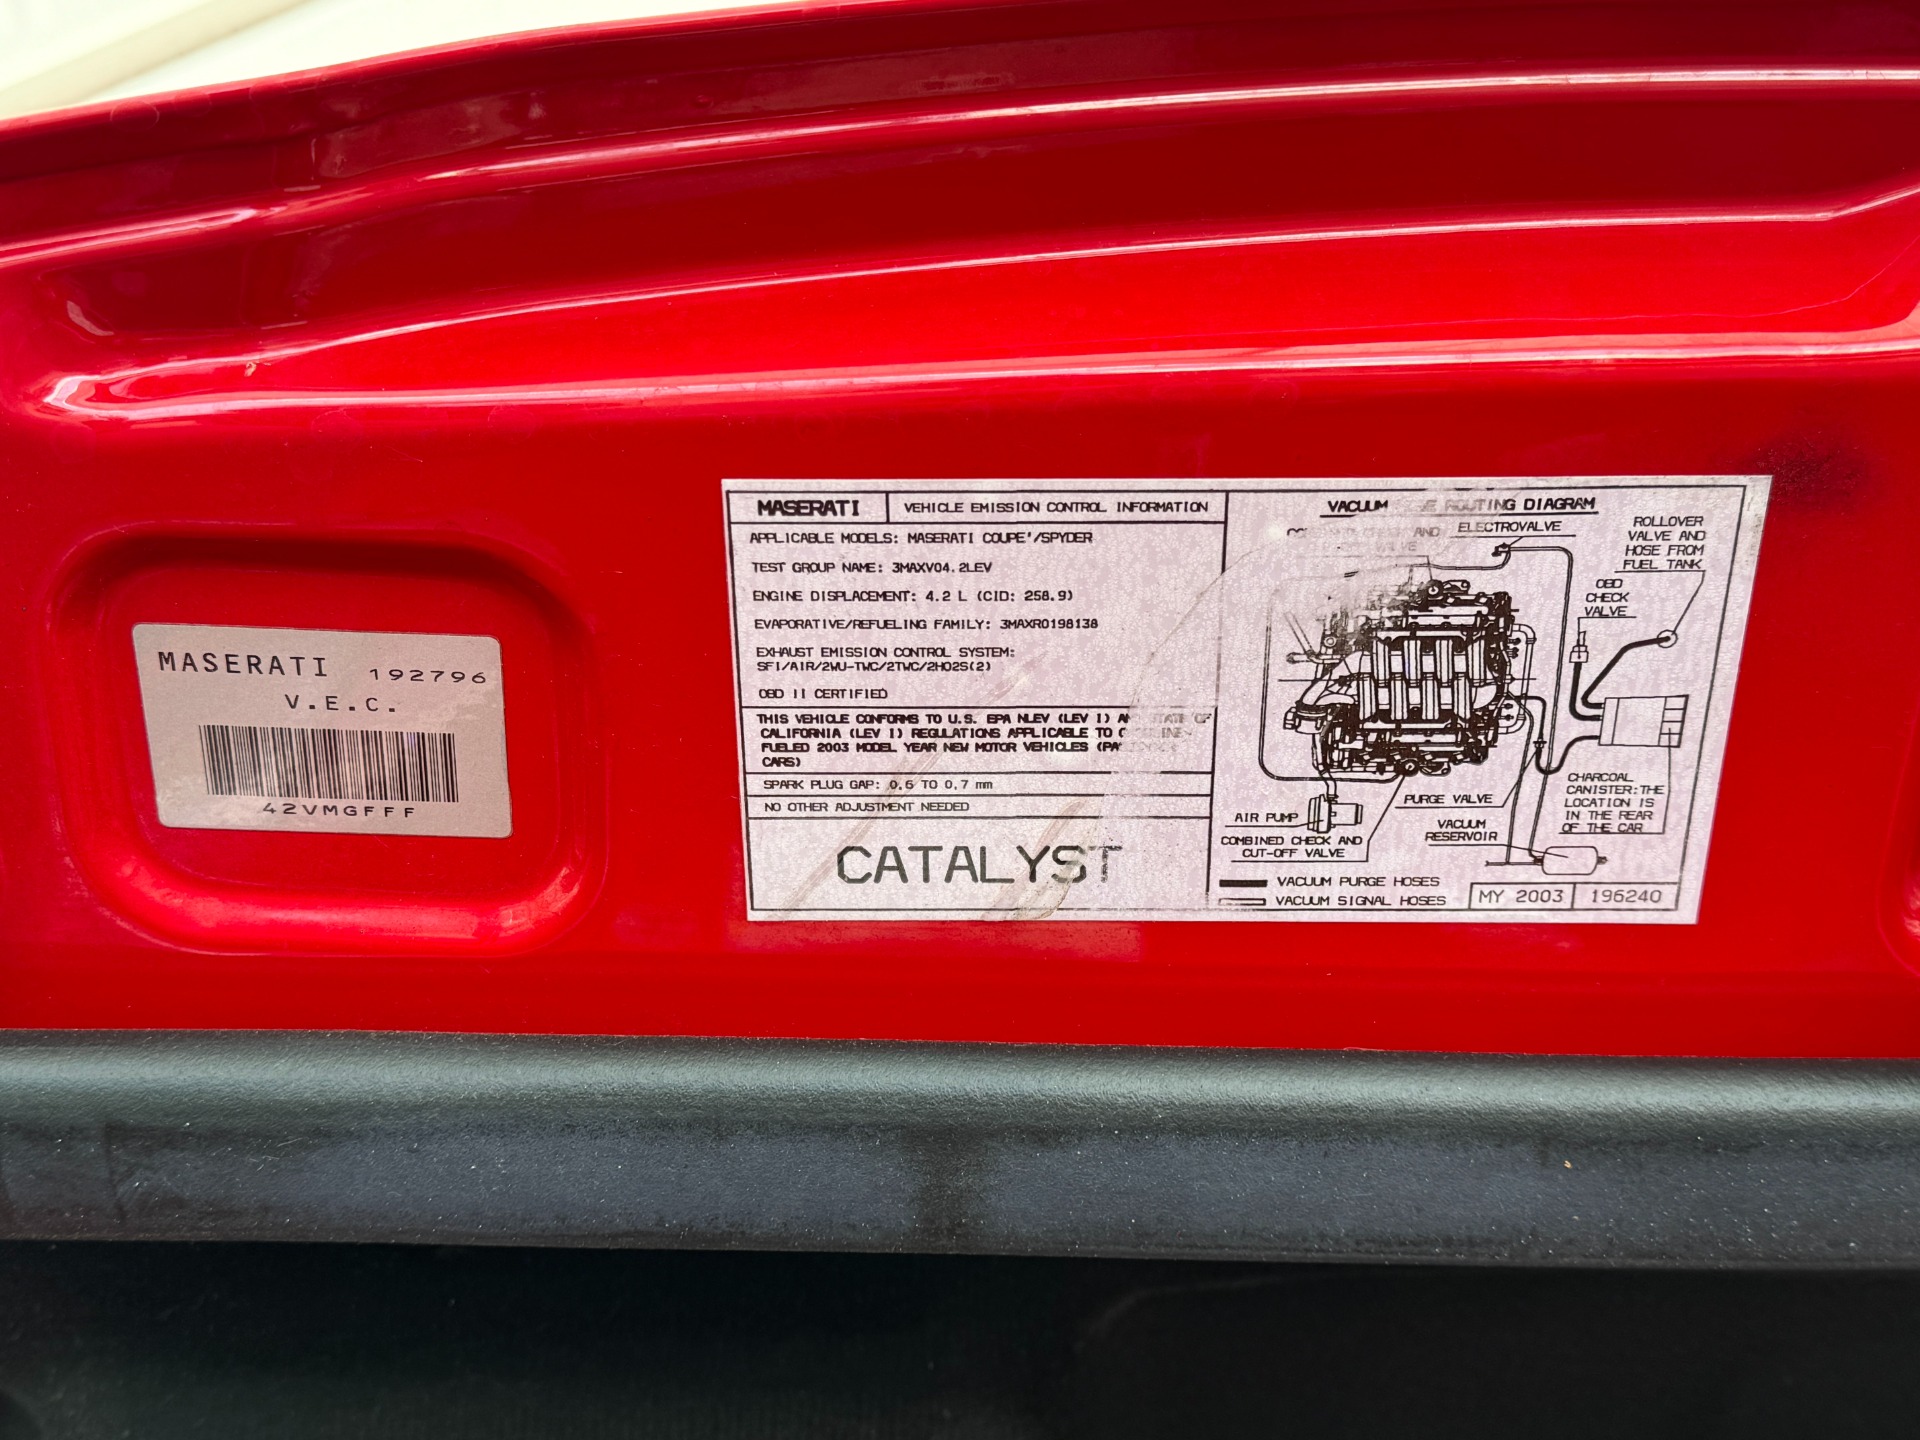 MASERATI 192796
V.E.C.
42VMGFFF
MASERATI VEHICLE EMISSION CONTROL INFORMATION
APPLICABLE MODELS: MASERATI COUPE'/SPYDER
TEST GROUP NAME: 3MAXV04.2LEV
ENGINE DISPLACEMENT: 4.2 L (CID: 258.9)
EVAPORATIVE/REFUELING FAMILY: 3MAXR0198138
EXHAUST EMISSION CONTROL SYSTEM:
SFI/AIR/2WU-TWC/2TWC/2HO2S(2)
OBD II CERTIFIED
THIS VEHICLE CONFORMS TO U.S. EPA NLEV (LEV I) AND STATE OF
CALIFORNIA (LEV I) REGULATIONS APPLICABLE TO
FUELED 2003 MODEL YEAR NEW MOTOR VEHICLES
CARS)
SPARK PLUG GAP: 0.6 TO 0.7 mm
NO OTHER ADJUSTMENT NEEDED
CATALYST
VACUUM ROUTING DIAGRAM
AND
VALVE
ELECTROVALVE
ROLLOVER
VALVE AND
HOSE FROM
FUEL TANK
OBD
CHECK
VALVE
CHARCOAL
CANISTER:THE
LOCATION IS
IN THE REAR
OF THE CAR
PURGE VALVE
AIR PUMP
VACUUM
RESERVOIR
COMBINED CHECK AND
CUT-OFF VALVE
VACUUM PURGE HOSES
VACUUM SIGNAL HOSES
MY 2003 196240